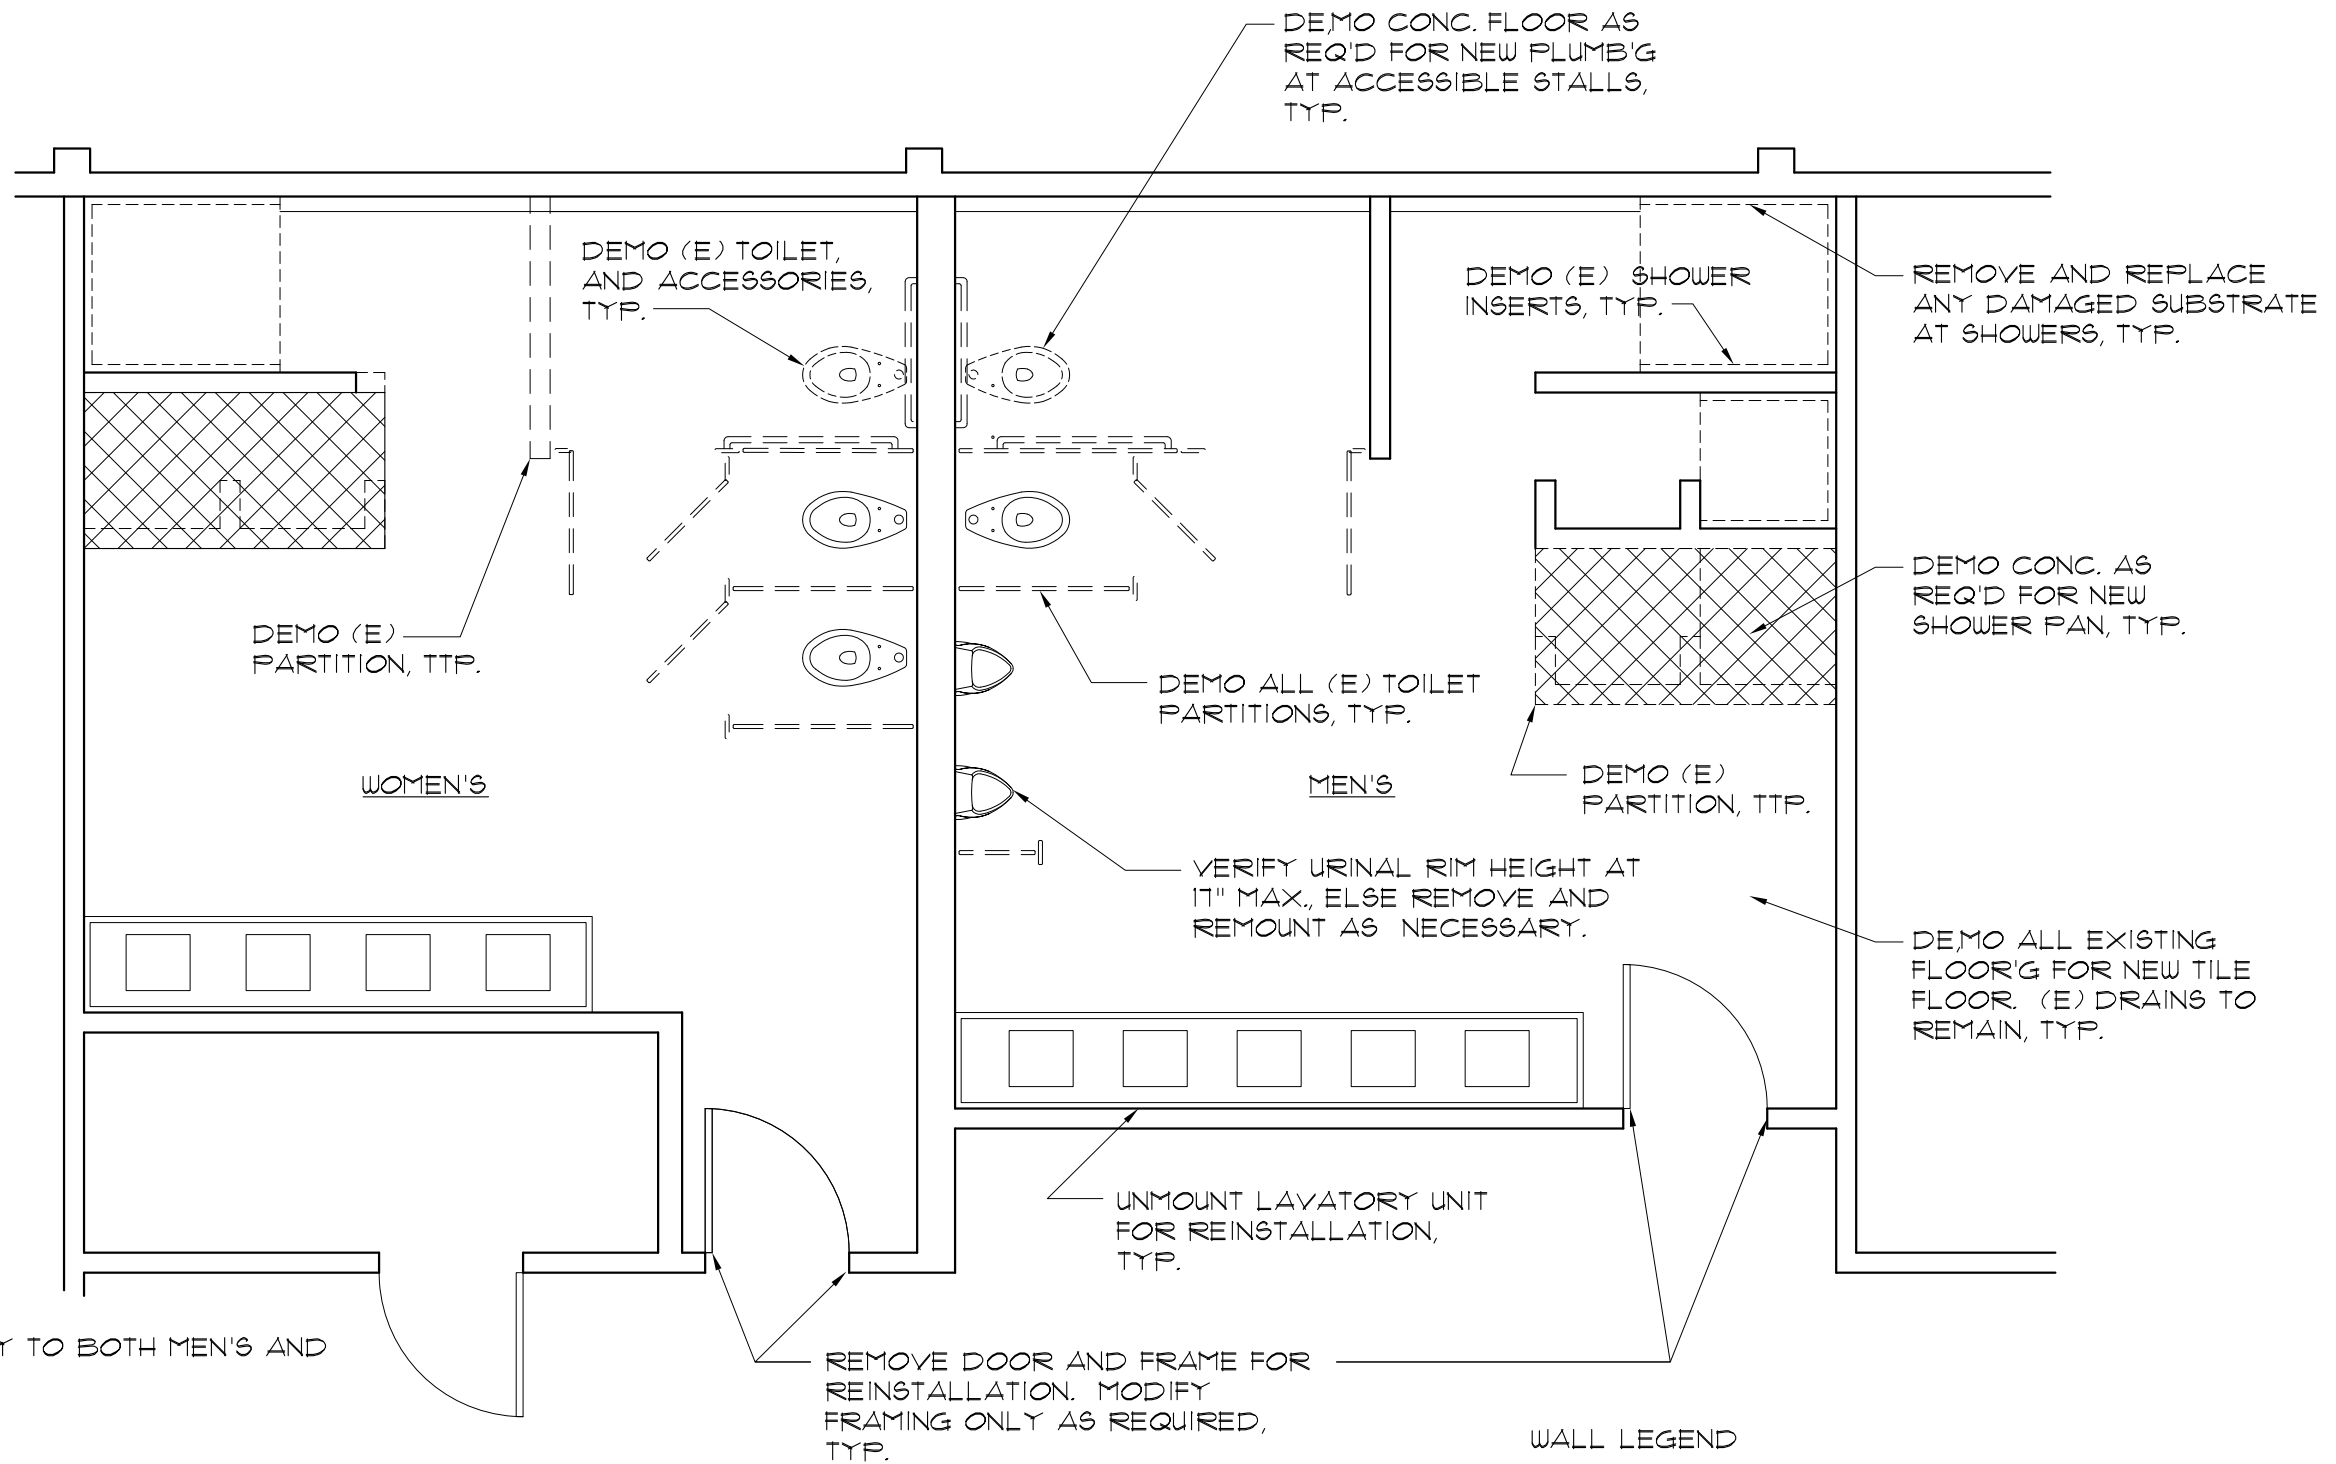 DE,MO CONC. FLOOR AS
REQ'D FOR NEW PLUMB'G
AT ACCESSIBLE STALLS,
TYP.
DEMO (E) TOILET,
AND ACCESSORIES,
TYP.
DEMO (E) SHOWER
INSERTS, TYP.
REMOVE AND REPLACE
ANY DAMAGED SUBSTRATE
AT SHOWERS, TYP.
DEMO CONC. AS
REQ'D FOR NEW
SHOWER PAN, TYP.
DEMO (E)
PARTITION, TTP.
DEMO ALL (E) TOILET
PARTITIONS, TYP.
WOMEN'S
MEN'S
DEMO (E)
PARTITION, TTP.
VERIFY URINAL RIM HEIGHT AT
17" MAX., ELSE REMOVE AND
REMOUNT AS NECESSARY.
DE,MO ALL EXISTING
FLOOR'G FOR NEW TILE
FLOOR. (E) DRAINS TO
REMAIN, TYP.
UNMOUNT LAVATORY UNIT
FOR REINSTALLATION,
TYP.
Y TO BOTH MEN'S AND
REMOVE DOOR AND FRAME FOR
REINSTALLATION. MODIFY
FRAMING ONLY AS REQUIRED,
TYP.
WALL LEGEND